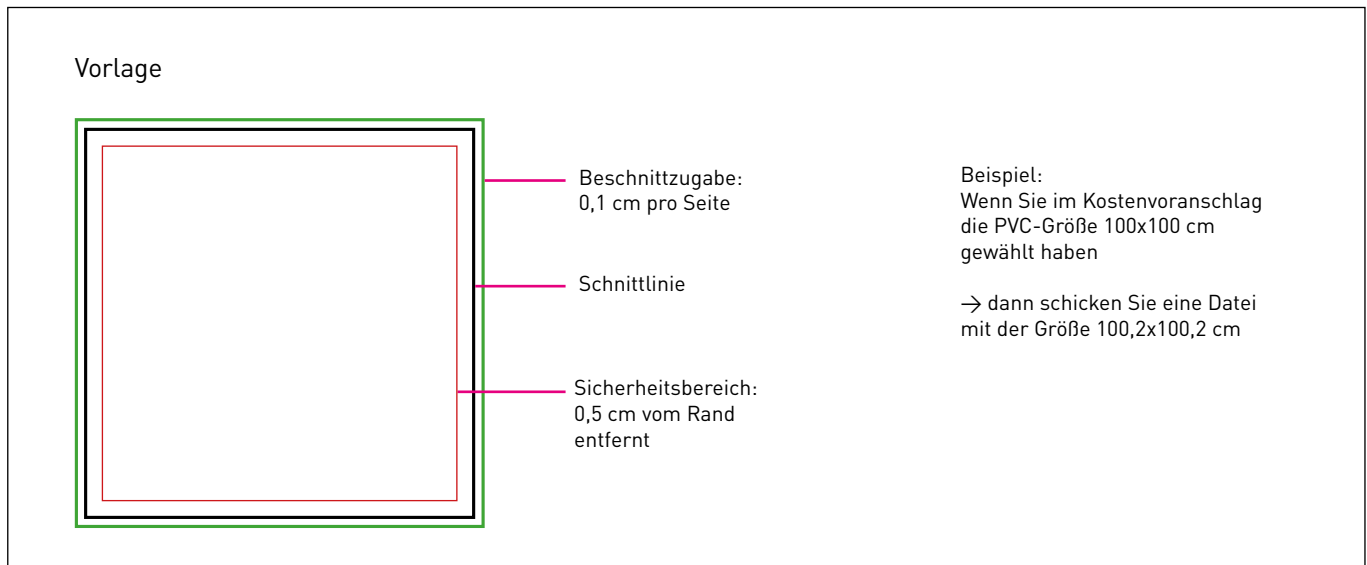 Vorlage
Beschnittzugabe:
0,1 cm pro Seite
Schnittlinie
Sicherheitsbereich:
0,5 cm vom Rand
entfernt
Beispiel:
Wenn Sie im Kostenvoranschlag
die PVC-Größe 100x100 cm
gewählt haben
→ dann schicken Sie eine Datei
mit der Größe 100,2x100,2 cm